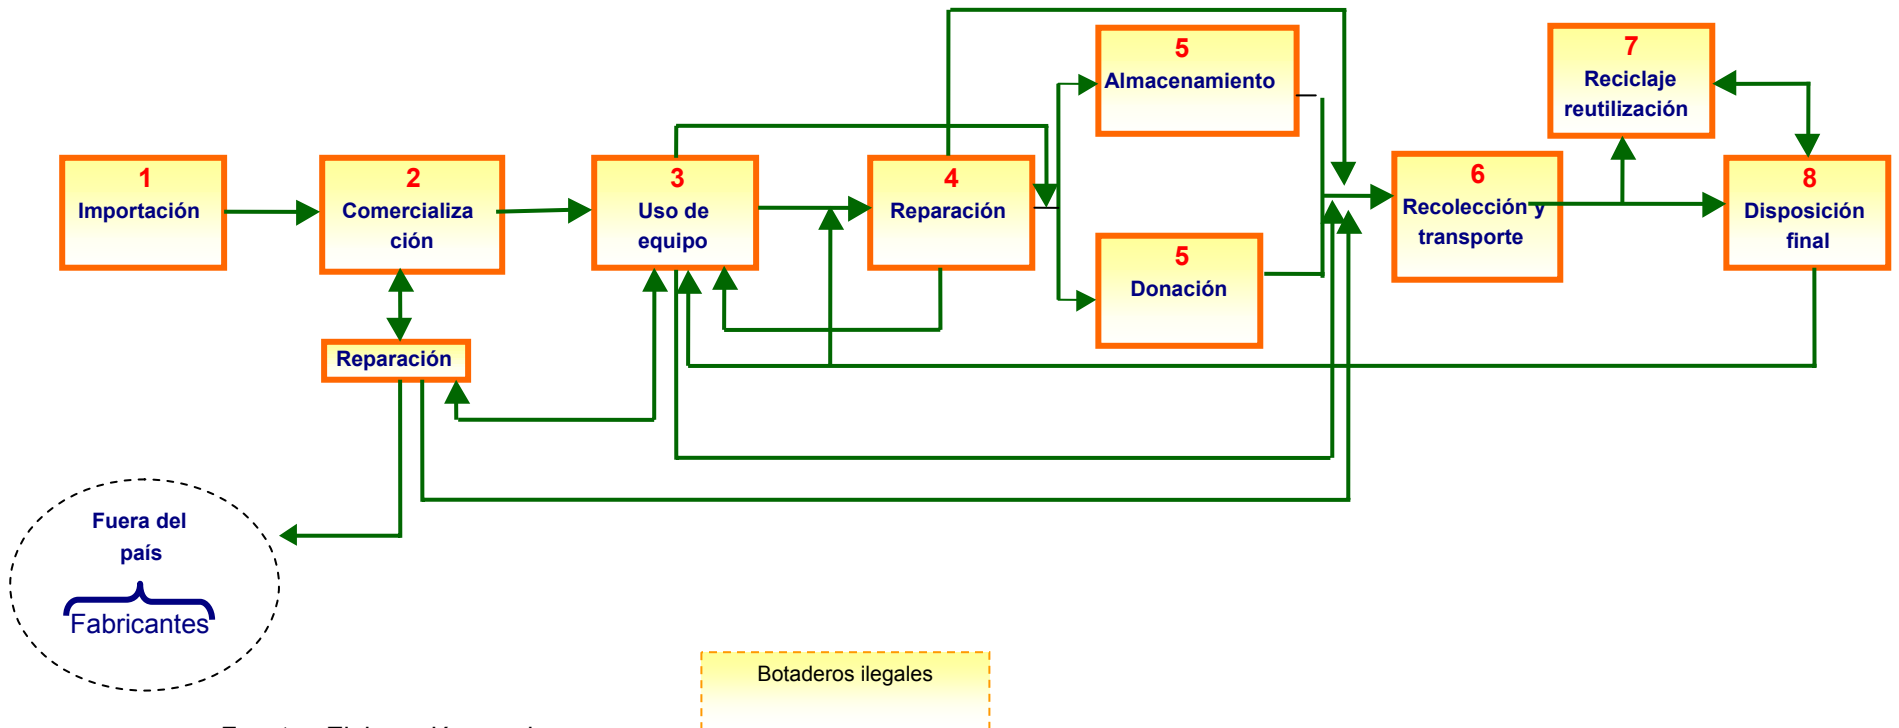 1
Importación
2
Comercializa
ción
3
Uso de
equipo
4
Reparación
5
Almacenamiento
5
Donación
6
Recolección y
transporte
7
Reciclaje
reutilización
8
Disposición
final
Reparación
Fuera del
país
Fabricantes
Botaderos ilegales